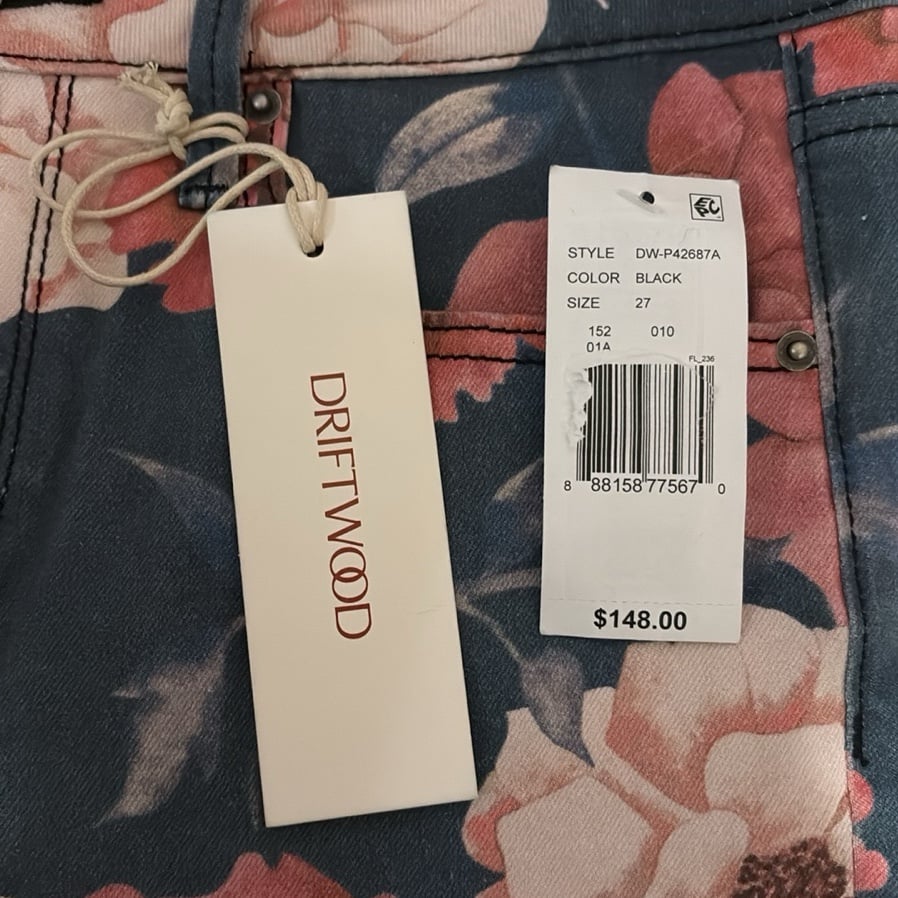 DRIFTWOOD
STYLE DW-P42687A
COLOR BLACK
SIZE 27
152 010
01A
FL_236
8 88158 77567 0
$148.00